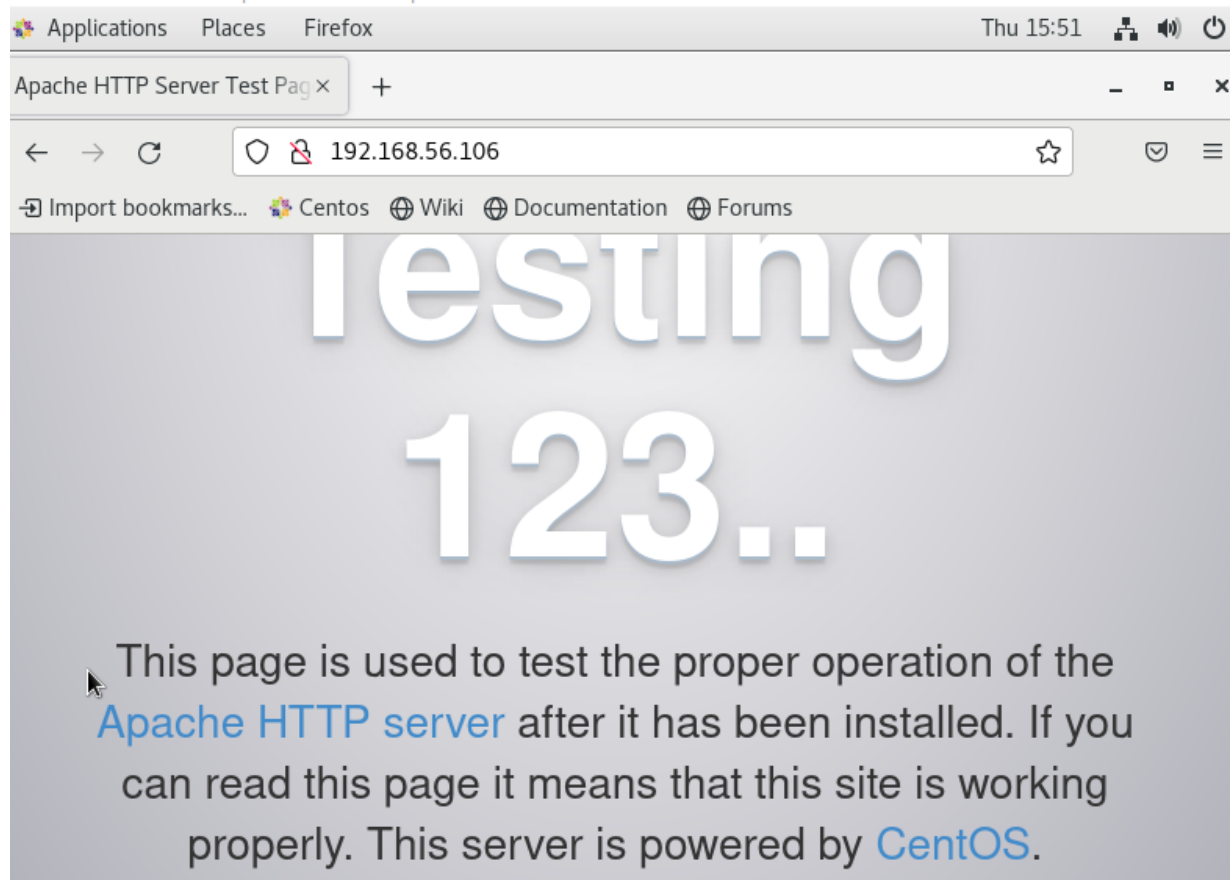 Applications Places Firefox Thu 15:51
Apache HTTP Server Test Pag
192.168.56.106
Import bookmarks... Centos Wiki Documentation Forums
Testing
123..
This page is used to test the proper operation of the
Apache HTTP server after it has been installed. If you
can read this page it means that this site is working
properly. This server is powered by CentOS.